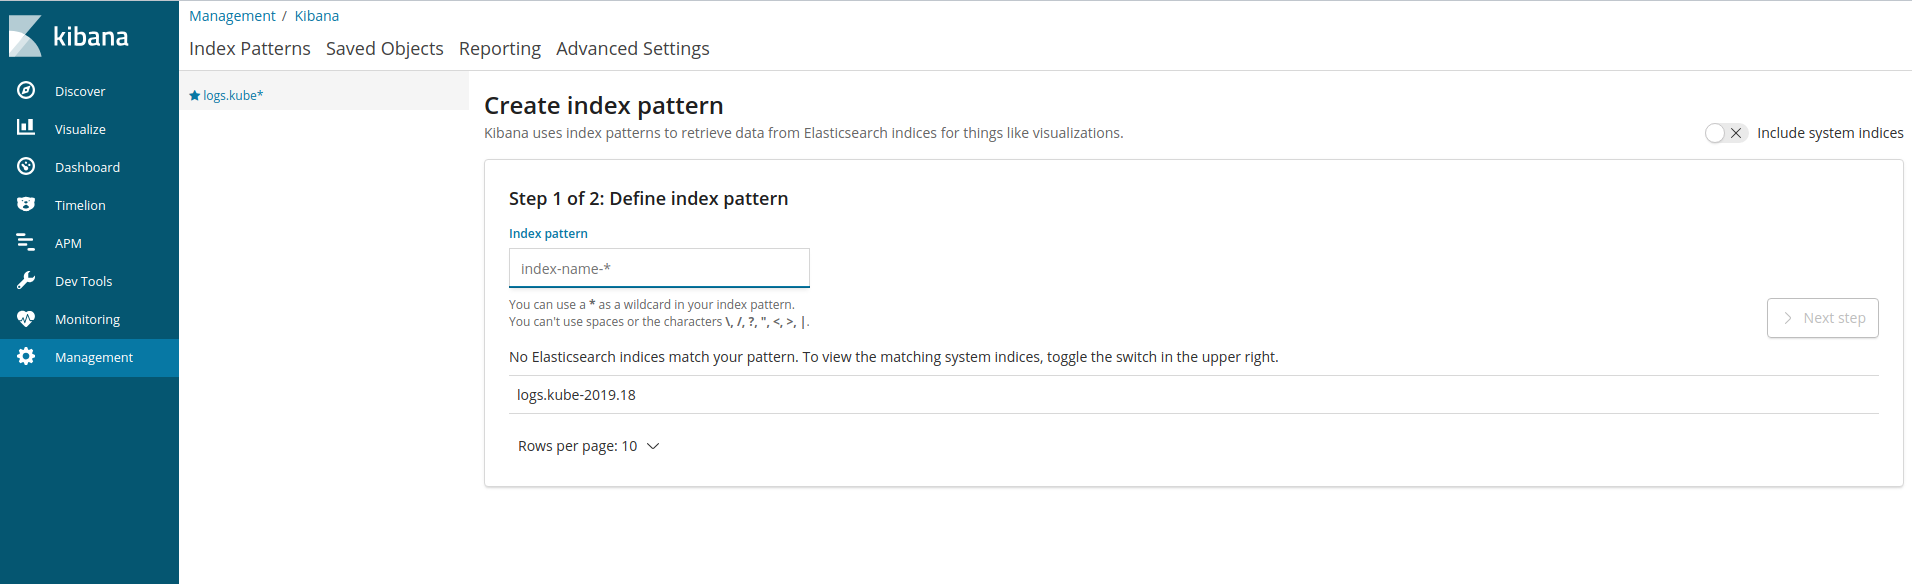 kibana
Discover
Visualize
Dashboard
Timelion
APM
Dev Tools
Monitoring
Management
Management / Kibana
Index Patterns Saved Objects Reporting Advanced Settings
logs.kube*
Create index pattern
Kibana uses index patterns to retrieve data from Elasticsearch indices for things like visualizations.
Include system indices
Step 1 of 2: Define index pattern
Index pattern
index-name-*
You can use a * as a wildcard in your index pattern.
You can't use spaces or the characters \, /, ?, ", <, >, |.
Next step
No Elasticsearch indices match your pattern. To view the matching system indices, toggle the switch in the upper right.
logs.kube-2019.18
Rows per page: 10